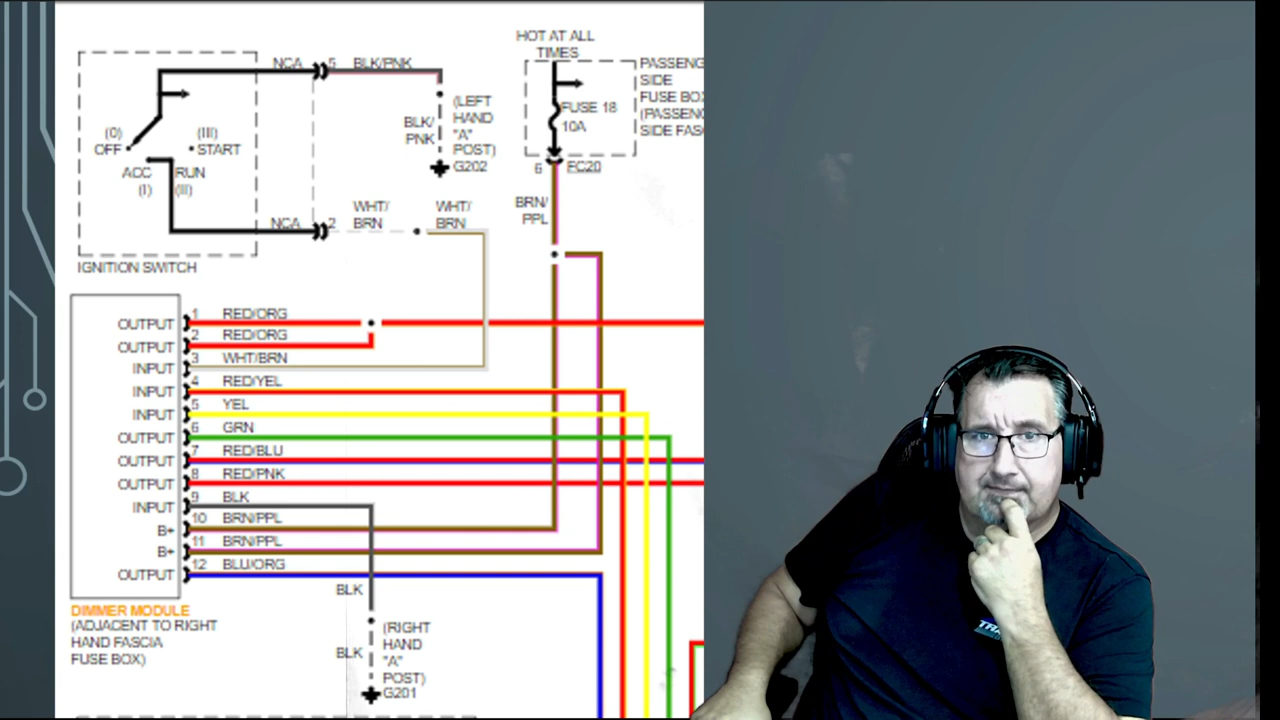 HOT AT ALL
TIMES
NCA 5 BLK/PNK
PASSENG
SIDE
FUSE BOX
(PASSEN
SIDE FAS
FUSE 18
10A
(LEFT
HAND
"A"
POST)
G202
BLK/
PNK
(0)
OFF
(III)
START
ACC
(I)
RUN
(II)
6 FC20
BRN/
PPL
NCA 2
WHT/
BRN
WHT/
BRN
IGNITION SWITCH
OUTPUT 1 RED/ORG
OUTPUT 2 RED/ORG
INPUT 3 WHT/BRN
INPUT 4 RED/YEL
INPUT 5 YEL
OUTPUT 6 GRN
OUTPUT 7 RED/BLU
OUTPUT 8 RED/PNK
INPUT 9 BLK
B+ 10 BRN/PPL
B+ 11 BRN/PPL
OUTPUT 12 BLU/ORG
BLK
DIMMER MODULE
(ADJACENT TO RIGHT
HAND FASCIA
FUSE BOX)
BLK
(RIGHT
HAND
"A"
POST)
G201